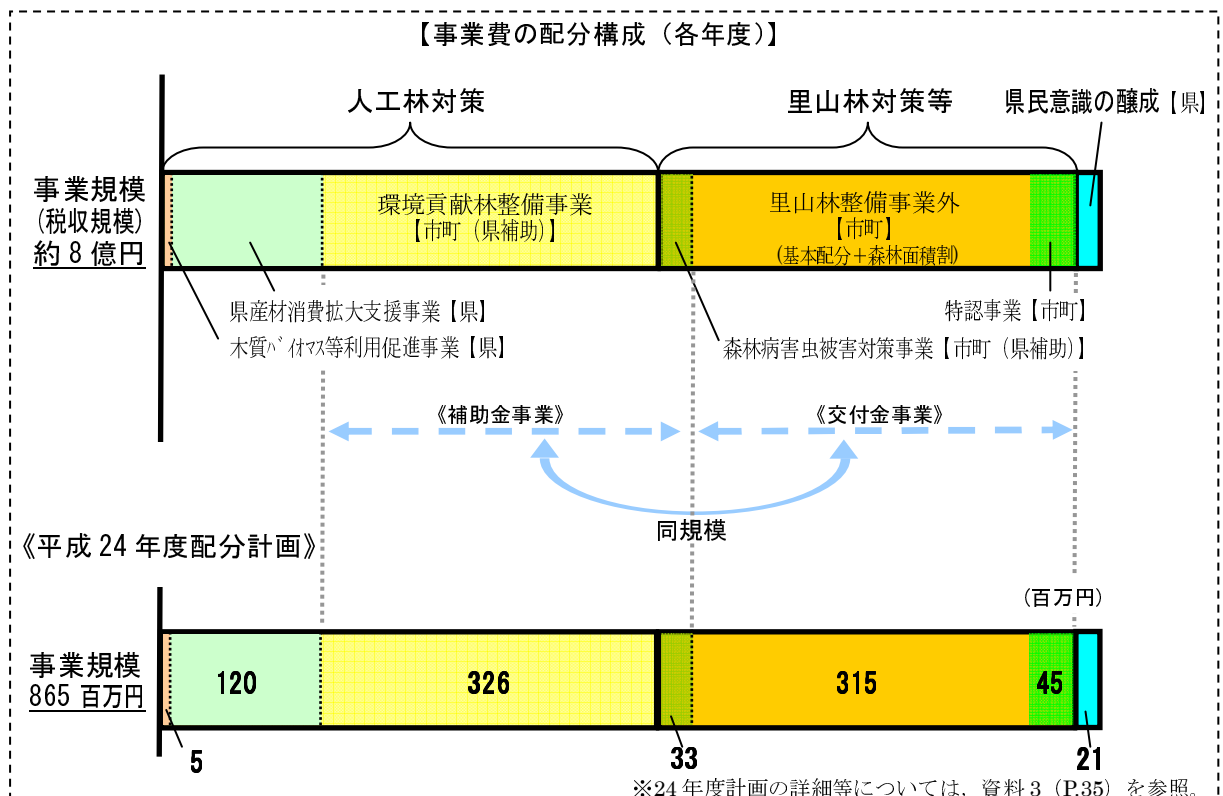 【事業費の配分構成（各年度）】
人工林対策
里山林対策等
県民意識の醸成【県】
事業規模
(税収規模)
約８億円
環境貢献林整備事業
【市町（県補助）】
里山林整備事業外
【市町】
(基本配分＋森林面積割)
県産材消費拡大支援事業【県】
木質ﾊﾞｲｵﾏｽ等利用促進事業【県】
特認事業【市町】
森林病害虫被害対策事業【市町（県補助）】
《補助金事業》
《交付金事業》
同規模
《平成 24 年度配分計画》
(百万円)
事業規模
865 百万円
120
326
315
45
5
33
21
※24 年度計画の詳細等については，資料３（P.35）を参照。